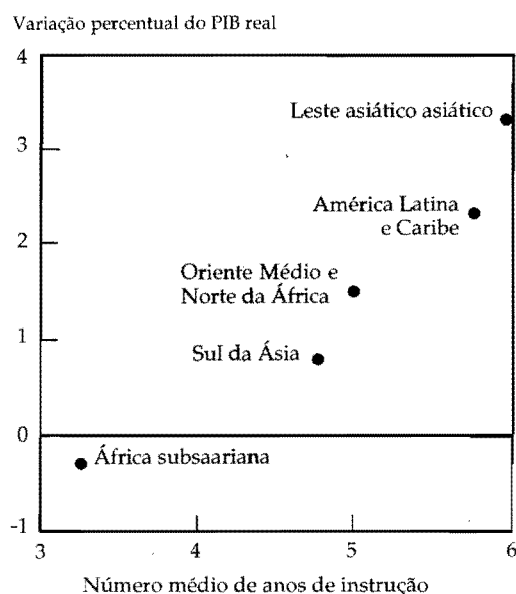 Variação percentual do PIB real
4
Leste asiático asiático
3
América Latina
e Caribe
2
Oriente Médio e
Norte da África
1
Sul da Ásia
0
África subsaariana
-1
3 4 5 6
Número médio de anos de instrução